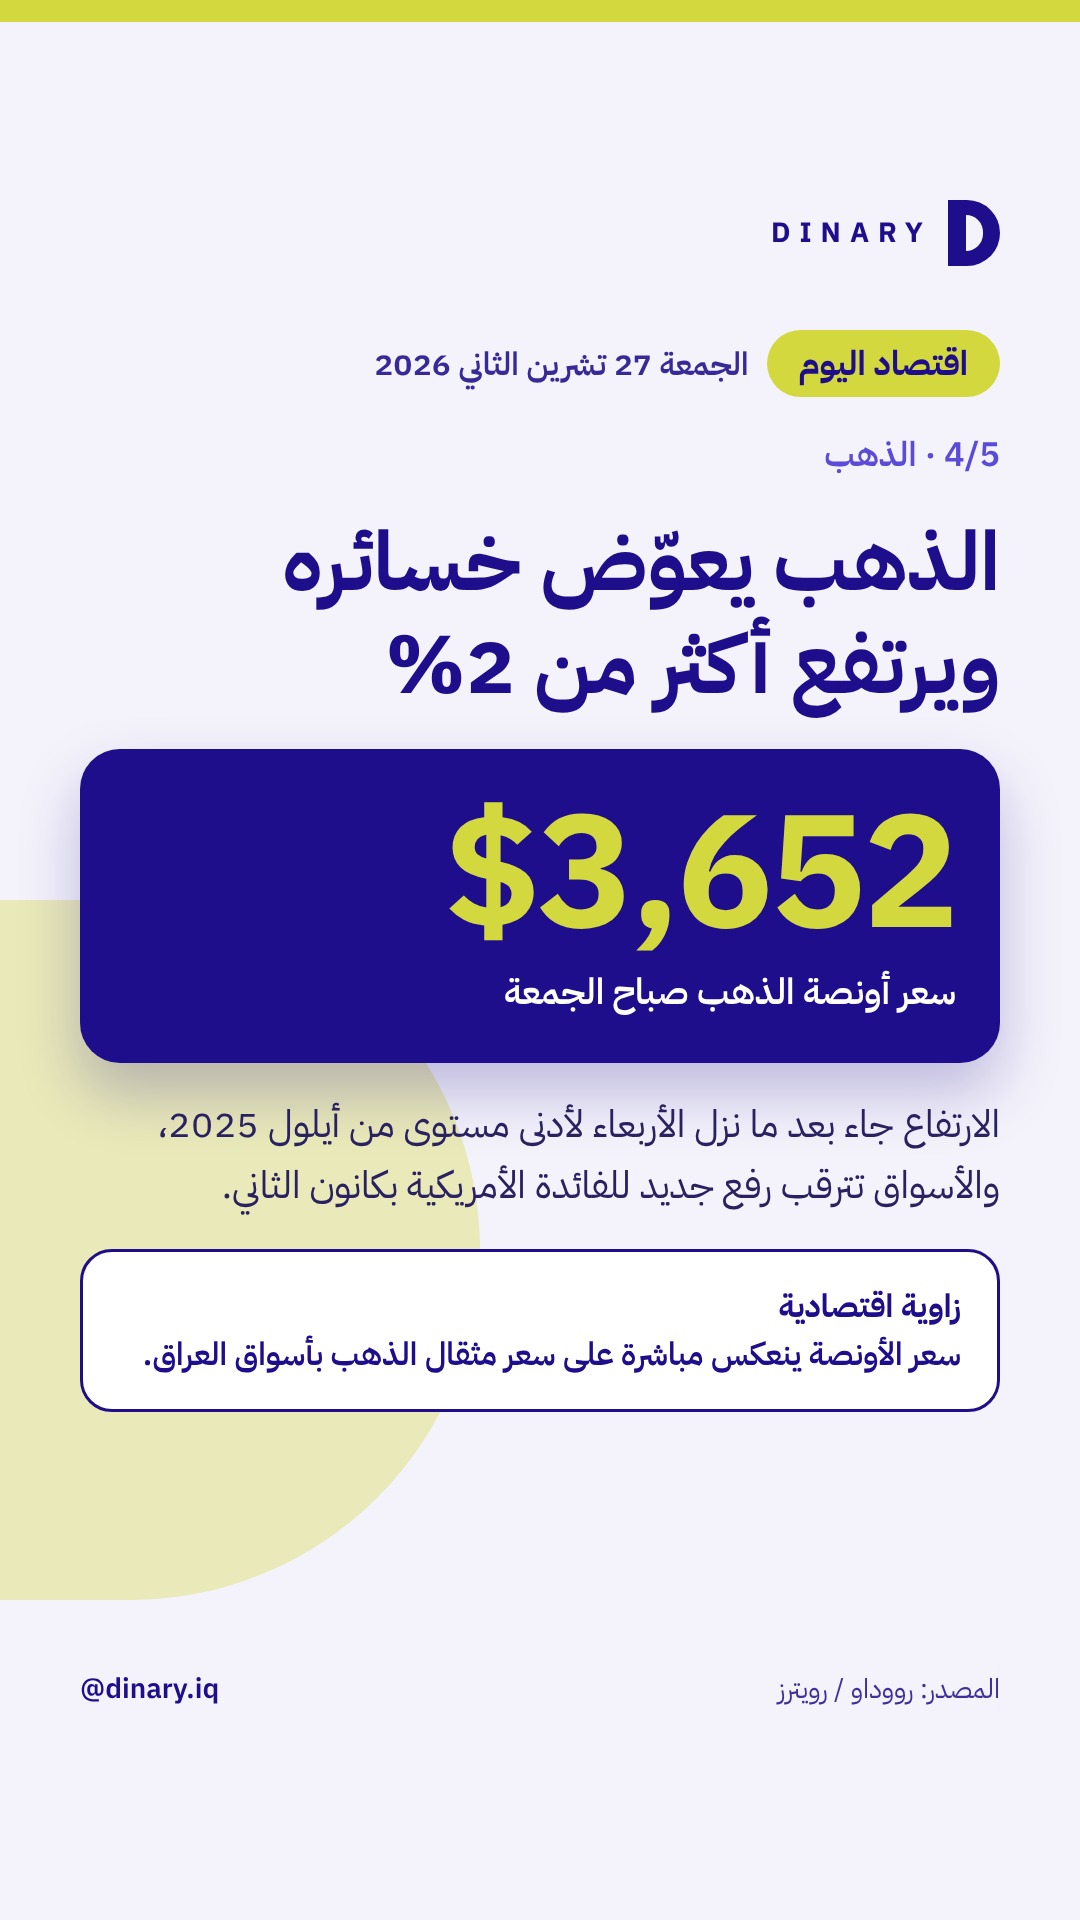 DINARY
اقتصاد اليوم الجمعة 27 تشرين الثاني 2026
4/5 · الذهب
الذهب يعوّض خسائره
ويرتفع أكثر من 2%
$3,652
سعر أونصة الذهب صباح الجمعة
الارتفاع جاء بعد ما نزل الأربعاء لأدنى مستوى من أيلول 2025،
والأسواق تترقب رفع جديد للفائدة الأمريكية بكانون الثاني.
زاوية اقتصادية
سعر الأونصة ينعكس مباشرة على سعر مثقال الذهب بأسواق العراق.
المصدر: رووداو / رويترز
@dinary.iq